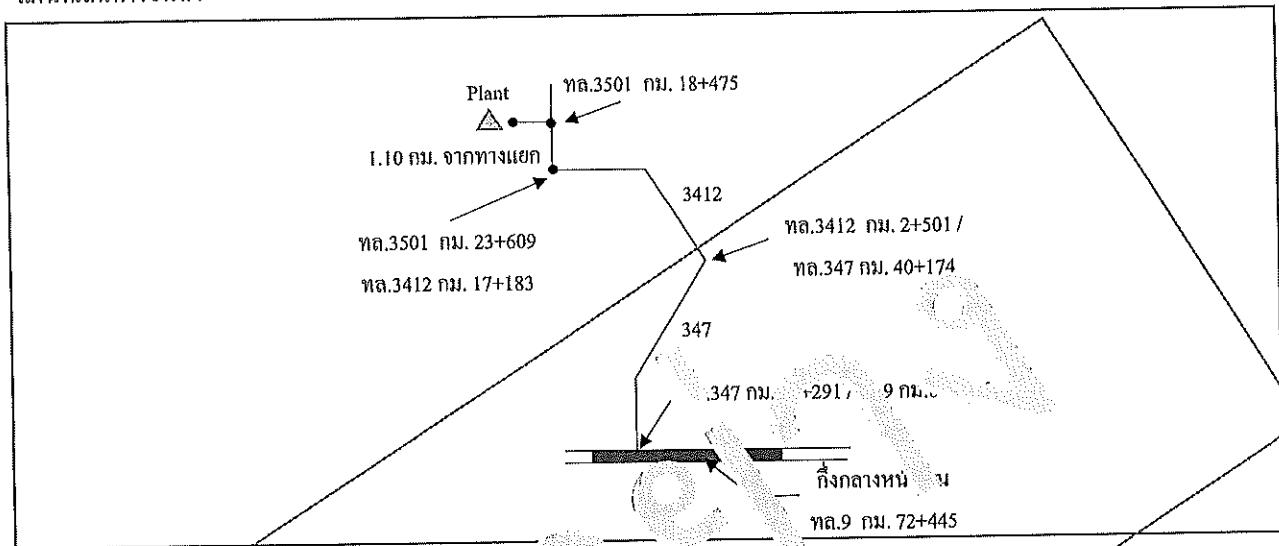 Plant
ทล.3501 กม. 18+475
1.10 กม. จากทางแยก
3412
ทล.3501 กม. 23+609
ทล.3412 กม. 17+183
ทล.3412 กม. 2+501 /
ทล.347 กม. 40+174
347
.347 กม. +291 / 9 กม.
กึ่งกลาง
ทล.9 กม. 72+445